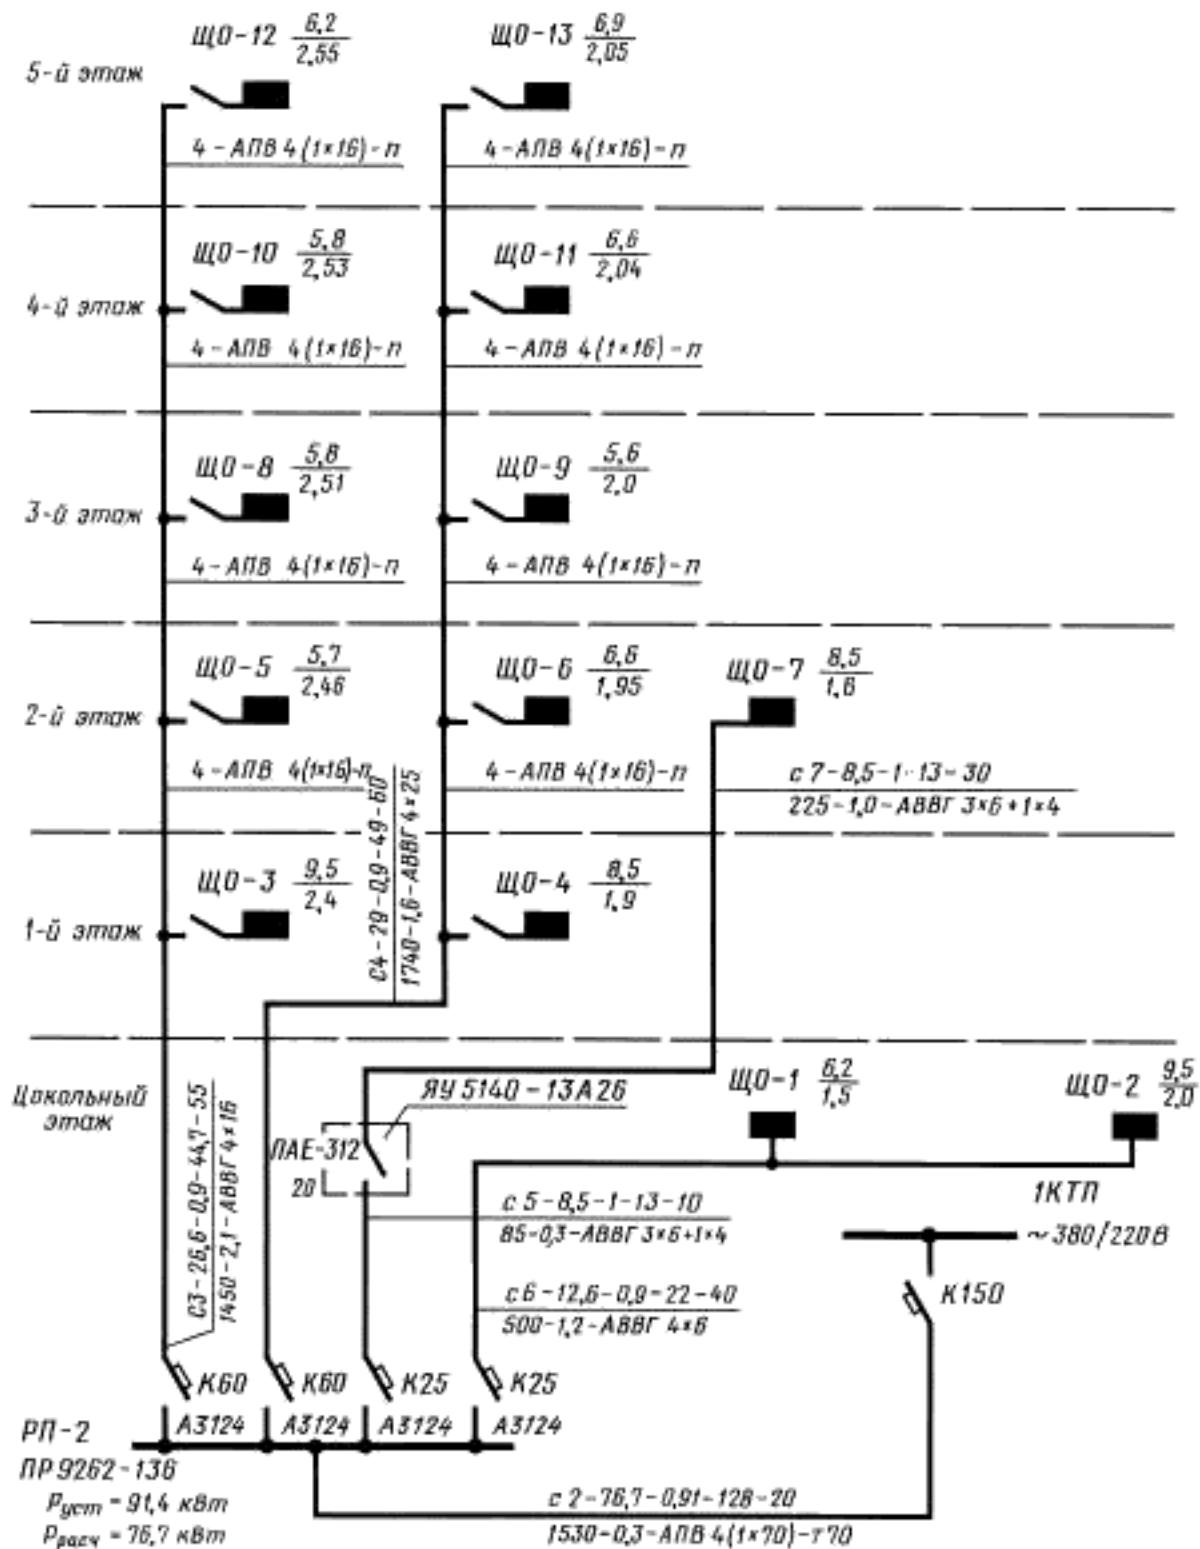 ЩО-12 6,2
2,55
ЩО-13 6,9
2,05
5-й этаж
4-АПВ 4(1×16)-п
4-АПВ 4(1×16)-п
ЩО-10 5,8
2,53
ЩО-11 6,6
2,04
4-й этаж
4-АПВ 4(1×16)-п
4-АПВ 4(1×16)-п
ЩО-8 5,8
2,51
ЩО-9 5,6
2,0
3-й этаж
4-АПВ 4(1×16)-п
4-АПВ 4(1×16)-п
ЩО-5 5,7
2,46
ЩО-6 6,6
1,95
ЩО-7 8,5
1,6
2-й этаж
4-АПВ 4(1×16)-п
4-АПВ 4(1×16)-п
с 7-8,5-1-13-30
225-1,0-АВВГ 3×6+1×4
С4-29-0,9-49-60
1740-1,6-АВВГ 4×25
ЩО-3 9,5
2,4
ЩО-4 8,5
1,9
1-й этаж
Цокольный
этаж
ЯУ 5140-13А26
ЩО-1 6,2
1,5
ЩО-2 9,5
2,0
ПАЕ-312
20
С3-26,6-0,9-44,7-55
1450-2,1-АВВГ 4×16
с 5-8,5-1-13-10
85-0,3-АВВГ 3×6+1×4
1КТП
~380/220В
с 6-12,6-0,9-22-40
500-1,2-АВВГ 4×6
К150
К60
К60
К25
К25
А3124
А3124
А3124
А3124
РП-2
ПР 9262-136
Руст = 91,4 кВт
Ррасч = 76,7 кВт
с 2-76,7-0,91-128-20
1530-0,3-АПВ 4(1×70)-т70